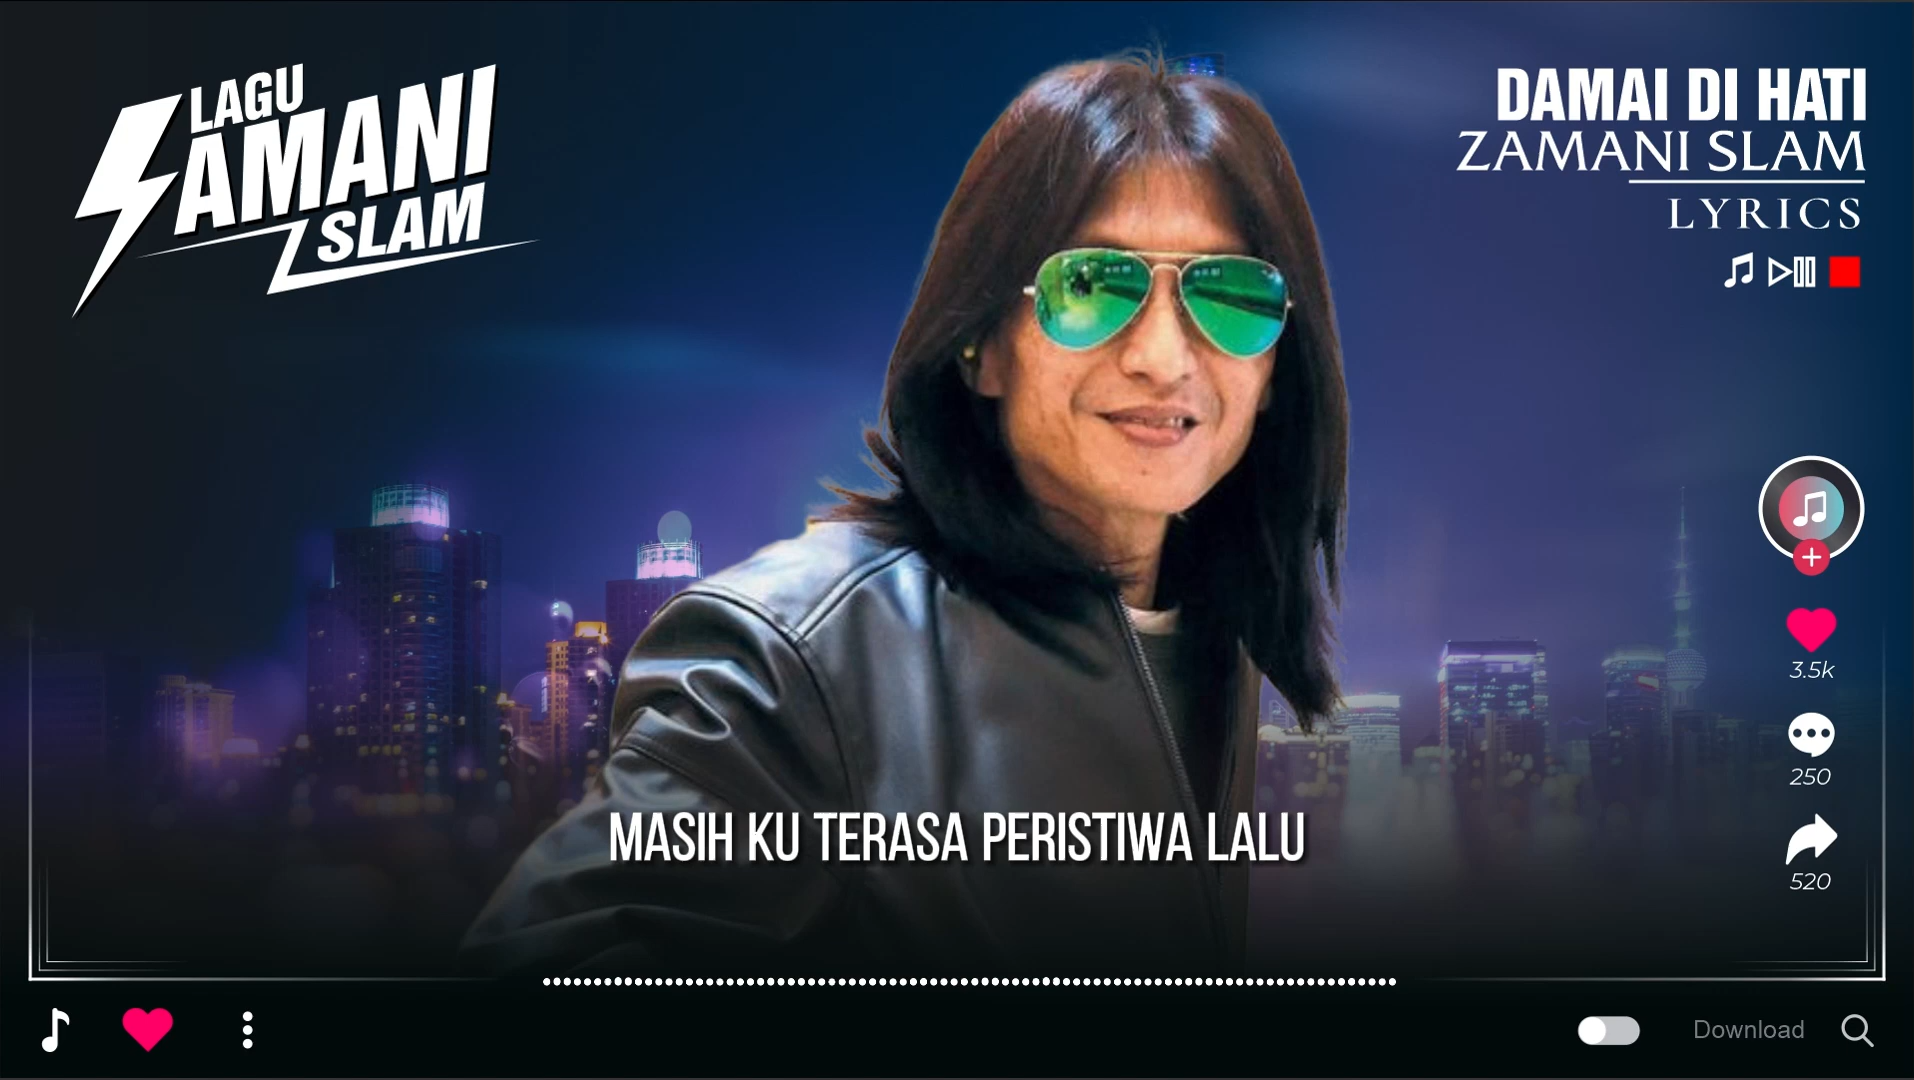 LAGU
ZAMANI
SLAM
DAMAI DI HATI
ZAMANI SLAM
LYRICS
3.5k
250
520
MASIH KU TERASA PERISTIWA LALU
Download